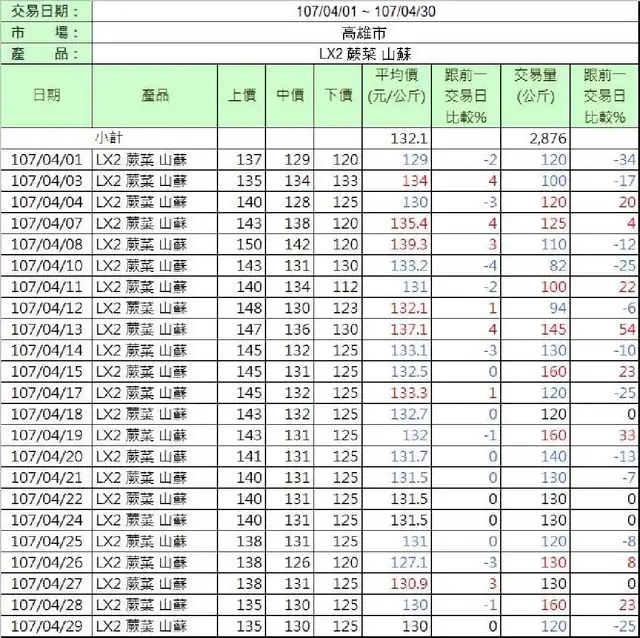 交易日期： 107/04/01 ~ 107/04/30
市　場： 高雄市
產　品： LX2 蕨菜 山蘇
日期 產品 上價 中價 下價 平均價(元/公斤) 跟前一交易日比較% 交易量(公斤) 跟前一交易日比較%
小計 132.1 2,876
107/04/01 LX2 蕨菜 山蘇 137 129 120 129 -2 120 -34
107/04/03 LX2 蕨菜 山蘇 135 134 133 134 4 100 -17
107/04/04 LX2 蕨菜 山蘇 140 128 125 130 -3 120 20
107/04/07 LX2 蕨菜 山蘇 143 138 120 135.4 4 125 4
107/04/08 LX2 蕨菜 山蘇 150 142 120 139.3 3 110 -12
107/04/10 LX2 蕨菜 山蘇 143 131 130 133.2 -4 82 -25
107/04/11 LX2 蕨菜 山蘇 140 134 112 131 -2 100 22
107/04/12 LX2 蕨菜 山蘇 148 130 123 132.1 1 94 -6
107/04/13 LX2 蕨菜 山蘇 147 136 130 137.1 4 145 54
107/04/14 LX2 蕨菜 山蘇 145 132 125 133.1 -3 130 -10
107/04/15 LX2 蕨菜 山蘇 145 131 125 132.5 0 160 23
107/04/17 LX2 蕨菜 山蘇 145 132 125 133.3 1 120 -25
107/04/18 LX2 蕨菜 山蘇 143 132 125 132.7 0 120 0
107/04/19 LX2 蕨菜 山蘇 143 131 125 132 -1 160 33
107/04/20 LX2 蕨菜 山蘇 141 131 125 131.7 0 140 -13
107/04/21 LX2 蕨菜 山蘇 140 131 125 131.5 0 130 -7
107/04/22 LX2 蕨菜 山蘇 140 131 125 131.5 0 130 0
107/04/24 LX2 蕨菜 山蘇 140 131 125 131.5 0 130 0
107/04/25 LX2 蕨菜 山蘇 138 131 125 131 0 120 -8
107/04/26 LX2 蕨菜 山蘇 138 126 120 127.1 -3 130 8
107/04/27 LX2 蕨菜 山蘇 138 131 125 130.9 3 130 0
107/04/28 LX2 蕨菜 山蘇 135 130 125 130 -1 160 23
107/04/29 LX2 蕨菜 山蘇 135 130 125 130 0 120 -25